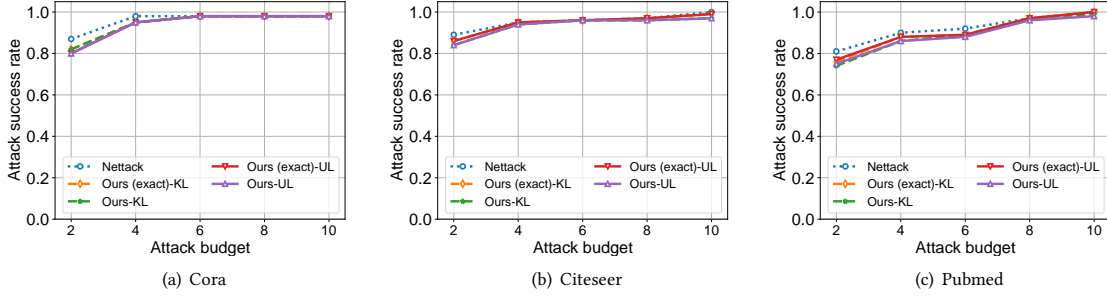 1.0
0.8
0.6
0.4
0.2
0.0
Attack success rate
2 4 6 8 10
Attack budget
Nettack
Ours (exact)-KL
Ours-KL
Ours (exact)-UL
Ours-UL
(a) Cora
1.0
0.8
0.6
0.4
0.2
0.0
Attack success rate
2 4 6 8 10
Attack budget
Nettack
Ours (exact)-KL
Ours-KL
Ours (exact)-UL
Ours-UL
(b) Citeseer
1.0
0.8
0.6
0.4
0.2
0.0
Attack success rate
2 4 6 8 10
Attack budget
Nettack
Ours (exact)-KL
Ours-KL
Ours (exact)-UL
Ours-UL
(c) Pubmed